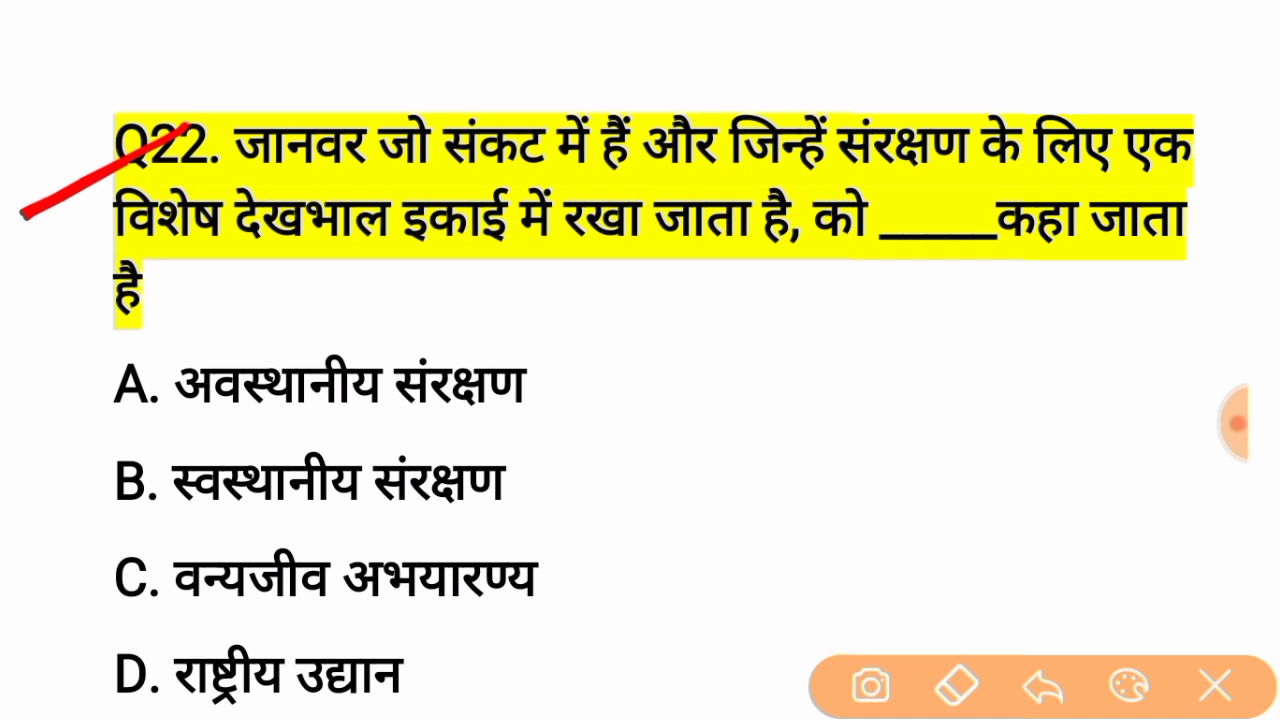 Q22. जानवर जो संकट में हैं और जिन्हें संरक्षण के लिए एक
विशेष देखभाल इकाई में रखा जाता है, को _____कहा जाता
है
A. अवस्थानीय संरक्षण
B. स्वस्थानीय संरक्षण
C. वन्यजीव अभयारण्य
D. राष्ट्रीय उद्यान